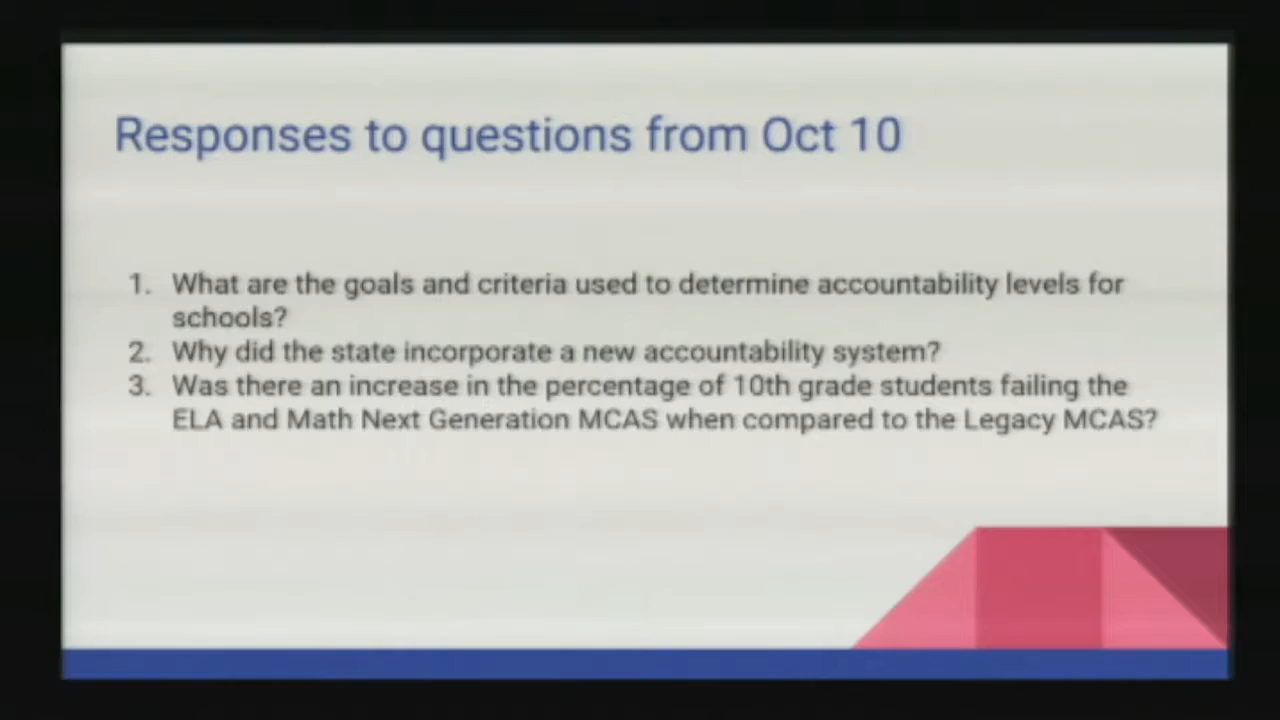 Responses to questions from Oct 10
1. What are the goals and criteria used to determine accountability levels for
schools?
2. Why did the state incorporate a new accountability system?
3. Was there an increase in the percentage of 10th grade students failing the
ELA and Math Next Generation MCAS when compared to the Legacy MCAS?